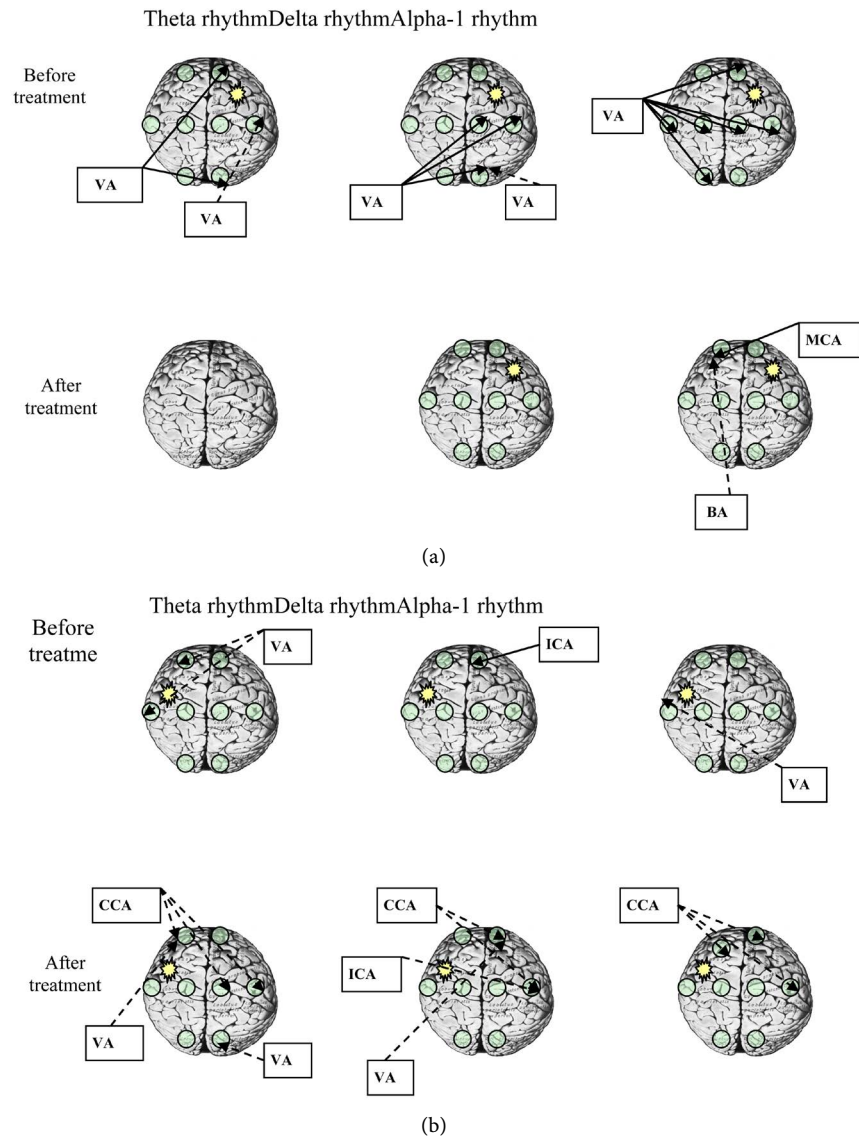 Theta rhythmDelta rhythmAlpha-1 rhythm
Before
treatment
VA
VA
VA
VA
VA
After
treatment
MCA
BA
(a)
Theta rhythmDelta rhythmAlpha-1 rhythm
Before
treatme
VA
ICA
VA
After
treatment
CCA
VA
VA
CCA
ICA
VA
CCA
(b)